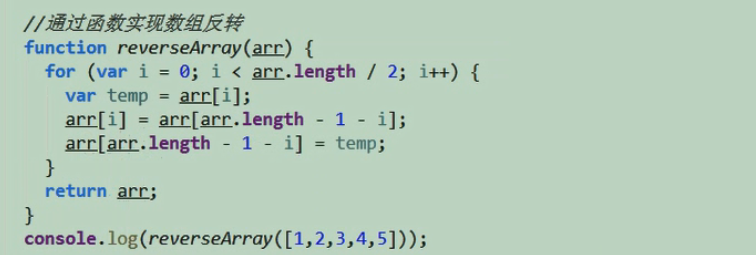 //通过函数实现数组反转
function reverseArray(arr) {
  for (var i = 0; i < arr.length / 2; i++) {
    var temp = arr[i];
    arr[i] = arr[arr.length - 1 - i];
    arr[arr.length - 1 - i] = temp;
  }
  return arr;
}
console.log(reverseArray([1,2,3,4,5]));